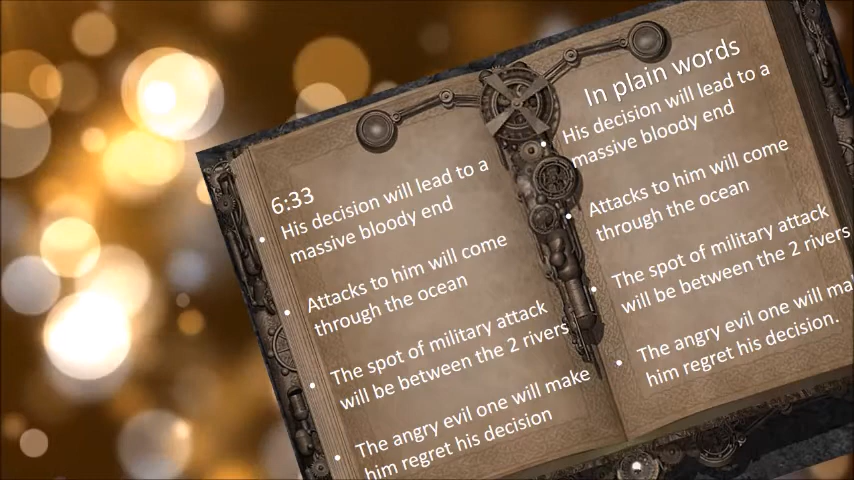 6:33
• His decision will lead to a
massive bloody end
• Attacks to him will come
through the ocean
• The spot of military attack
will be between the 2 rivers
• The angry evil one will make
him regret his decision
In plain words
• His decision will lead to a
massive bloody end
• Attacks to him will come
through the ocean
• The spot of military attack
will be between the 2 rivers
• The angry evil one will mak
him regret his decision.